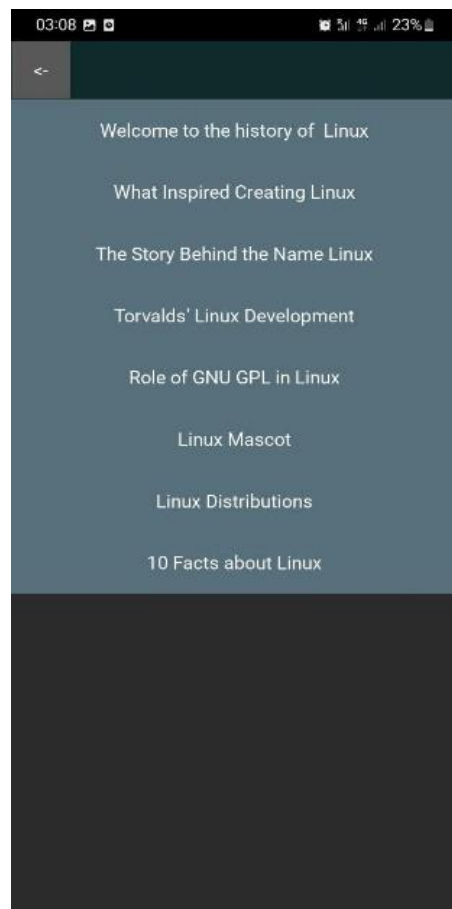 03:08
4G
23%
<-
Welcome to the history of  Linux
What Inspired Creating Linux
The Story Behind the Name Linux
Torvalds' Linux Development
Role of GNU GPL in Linux
Linux Mascot
Linux Distributions
10 Facts about Linux